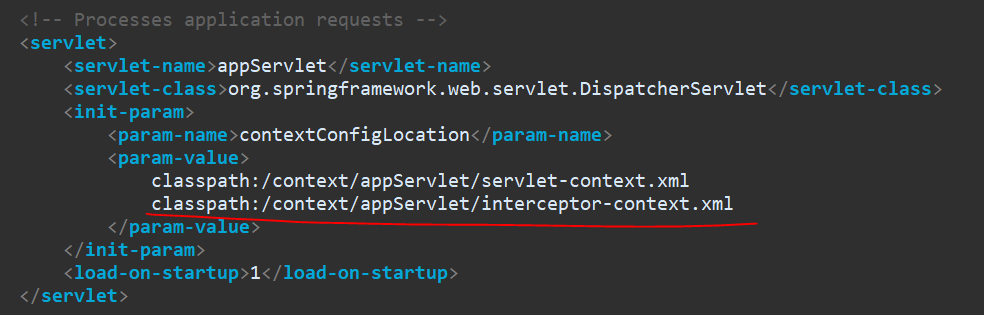 <!-- Processes application requests -->
<servlet>
    <servlet-name>appServlet</servlet-name>
    <servlet-class>org.springframework.web.servlet.DispatcherServlet</servlet-class>
    <init-param>
        <param-name>contextConfigLocation</param-name>
        <param-value>
            classpath:/context/appServlet/servlet-context.xml
            classpath:/context/appServlet/interceptor-context.xml
        </param-value>
    </init-param>
    <load-on-startup>1</load-on-startup>
</servlet>